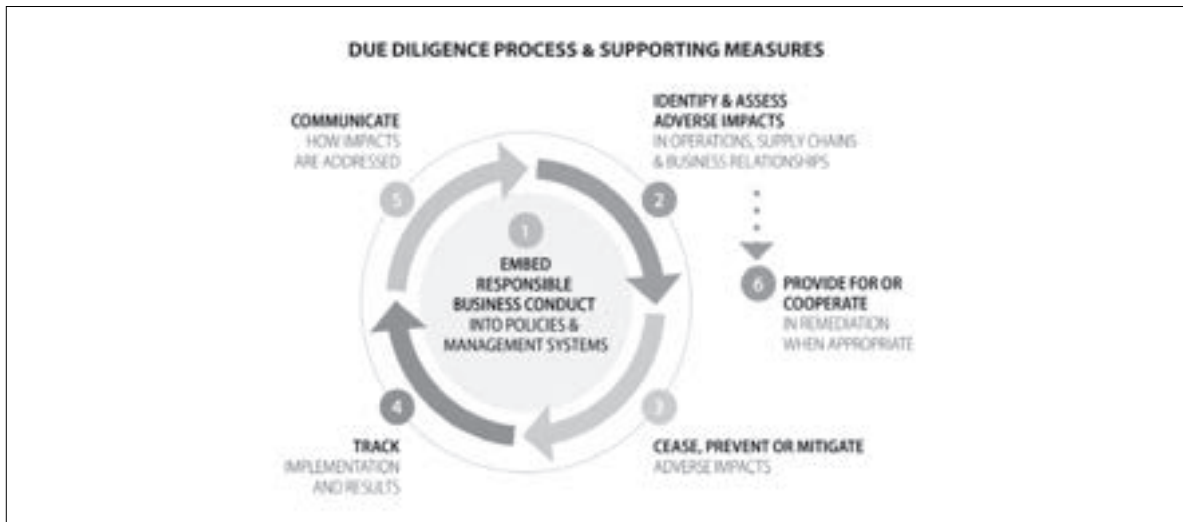 DUE DILIGENCE PROCESS & SUPPORTING MEASURES
COMMUNICATE
HOW IMPACTS
ARE ADDRESSED
5
IDENTIFY & ASSESS
ADVERSE IMPACTS
IN OPERATIONS, SUPPLY CHAINS
& BUSINESS RELATIONSHIPS
2
1
EMBED
RESPONSIBLE
BUSINESS CONDUCT
INTO POLICIES &
MANAGEMENT SYSTEMS
6
PROVIDE FOR OR
COOPERATE
IN REMEDIATION
WHEN APPROPRIATE
4
TRACK
IMPLEMENTATION
AND RESULTS
3
CEASE, PREVENT OR MITIGATE
ADVERSE IMPACTS